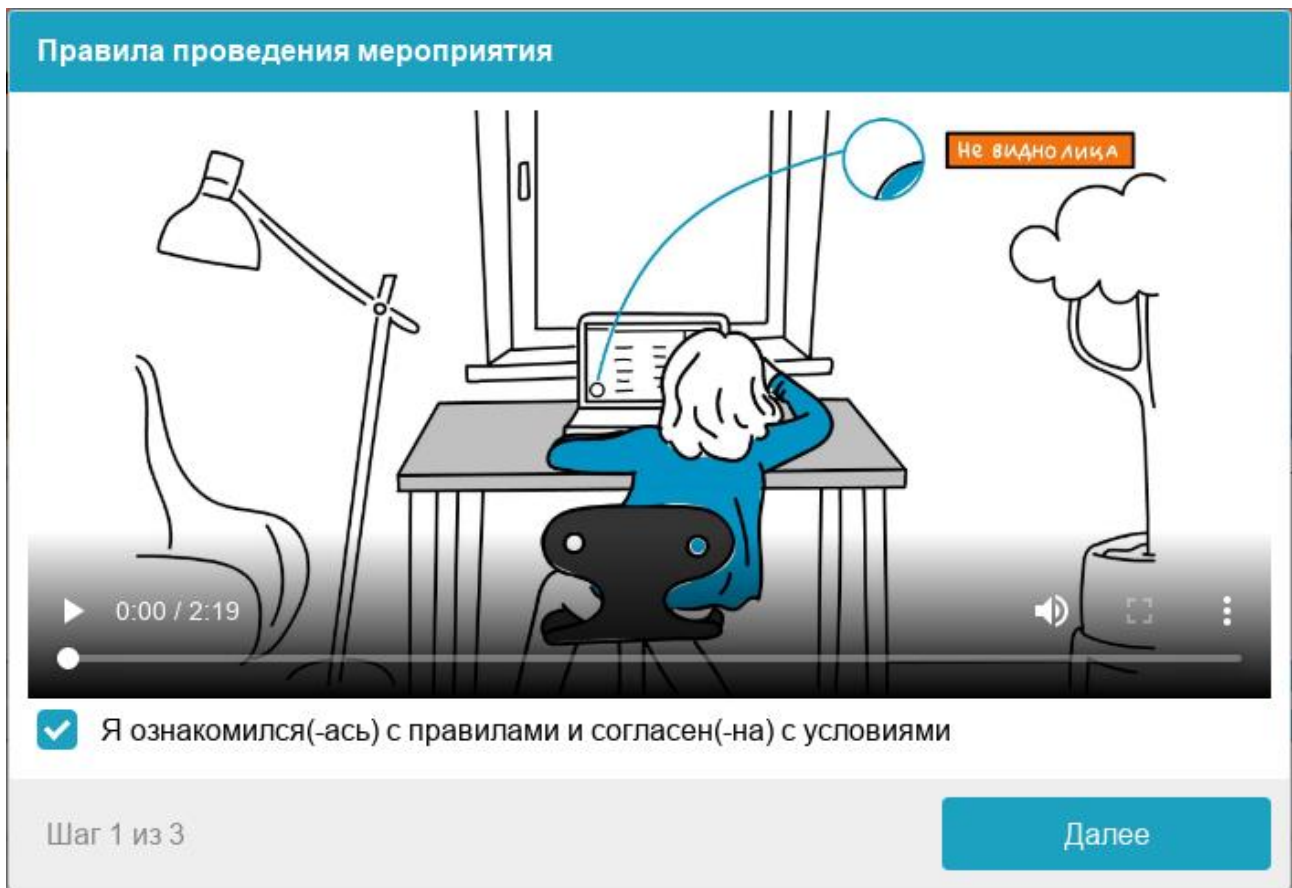 Правила проведения мероприятия
Не видно лица
0:00 / 2:19
Я ознакомился(-ась) с правилами и согласен(-на) с условиями
Шаг 1 из 3
Далее